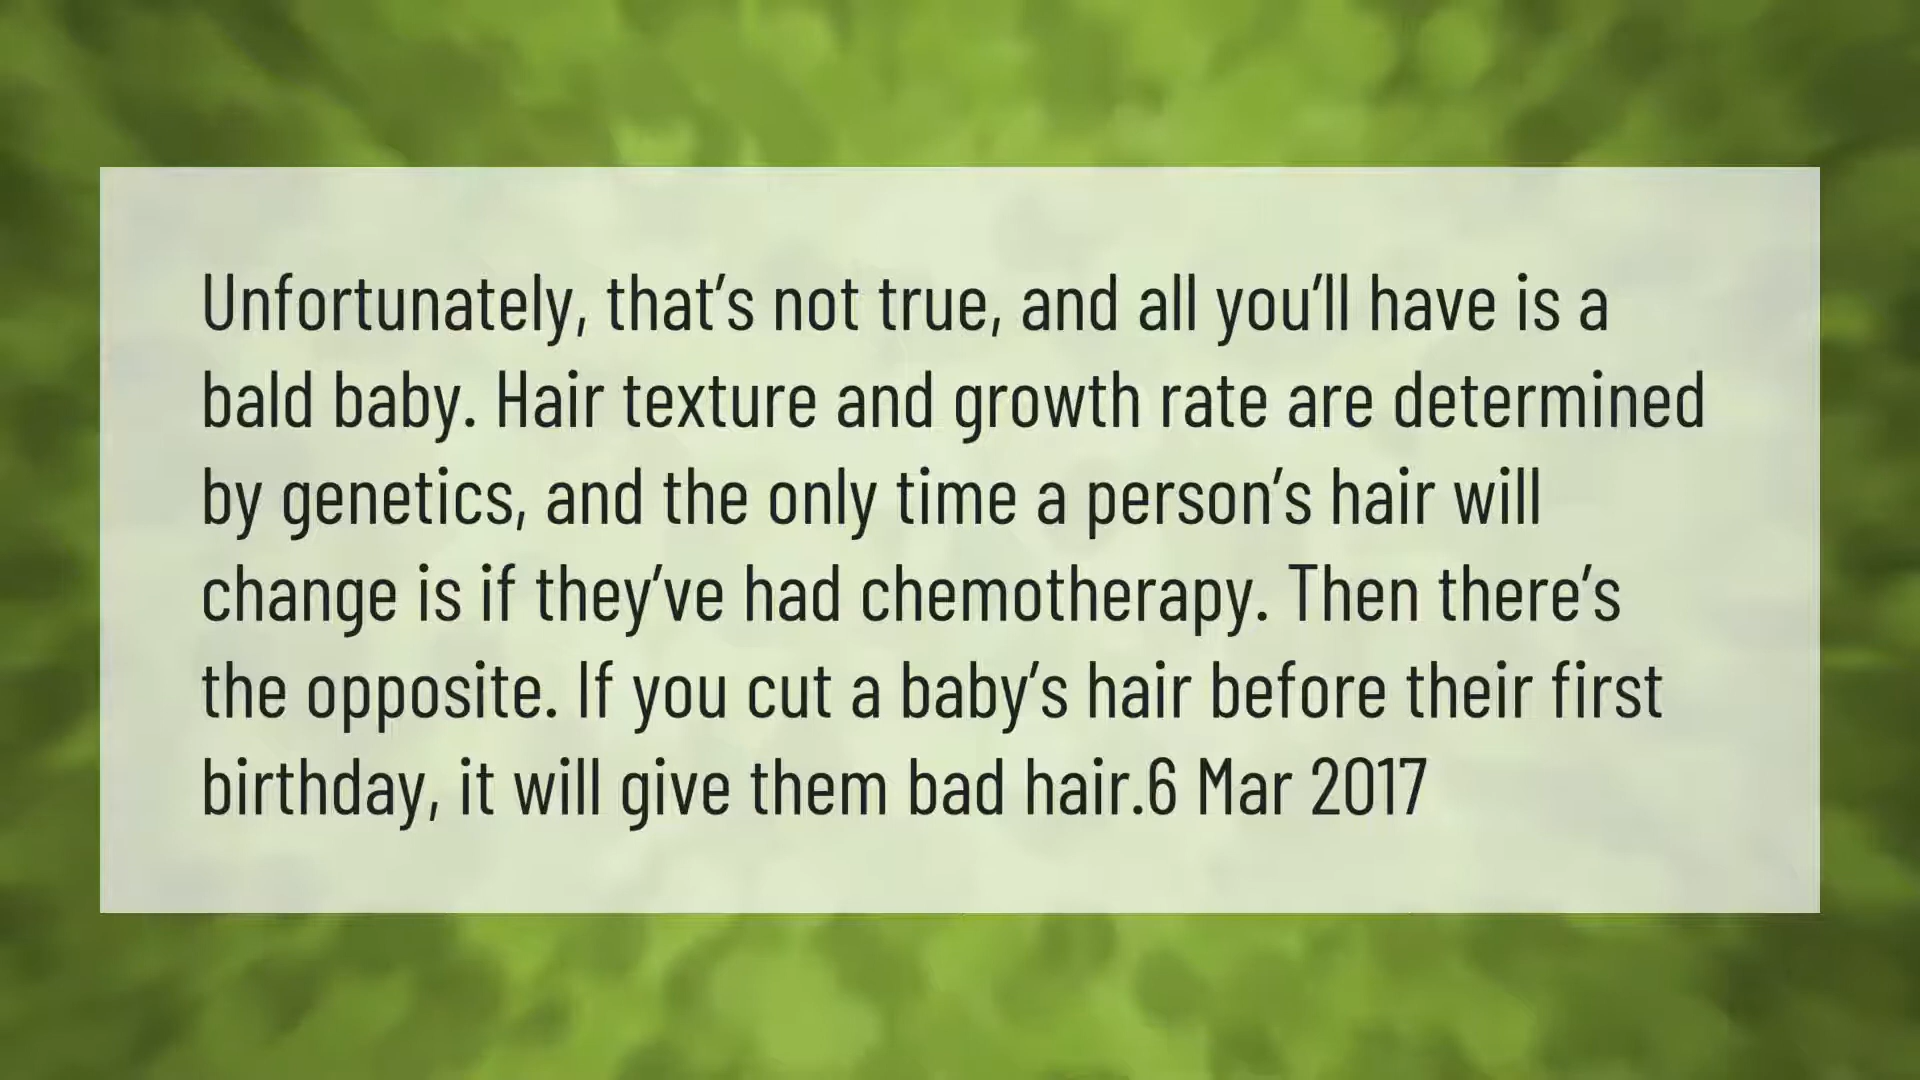 Unfortunately, that’s not true, and all you’ll have is a
bald baby. Hair texture and growth rate are determined
by genetics, and the only time a person’s hair will
change is if they’ve had chemotherapy. Then there’s
the opposite. If you cut a baby’s hair before their first
birthday, it will give them bad hair.6 Mar 2017